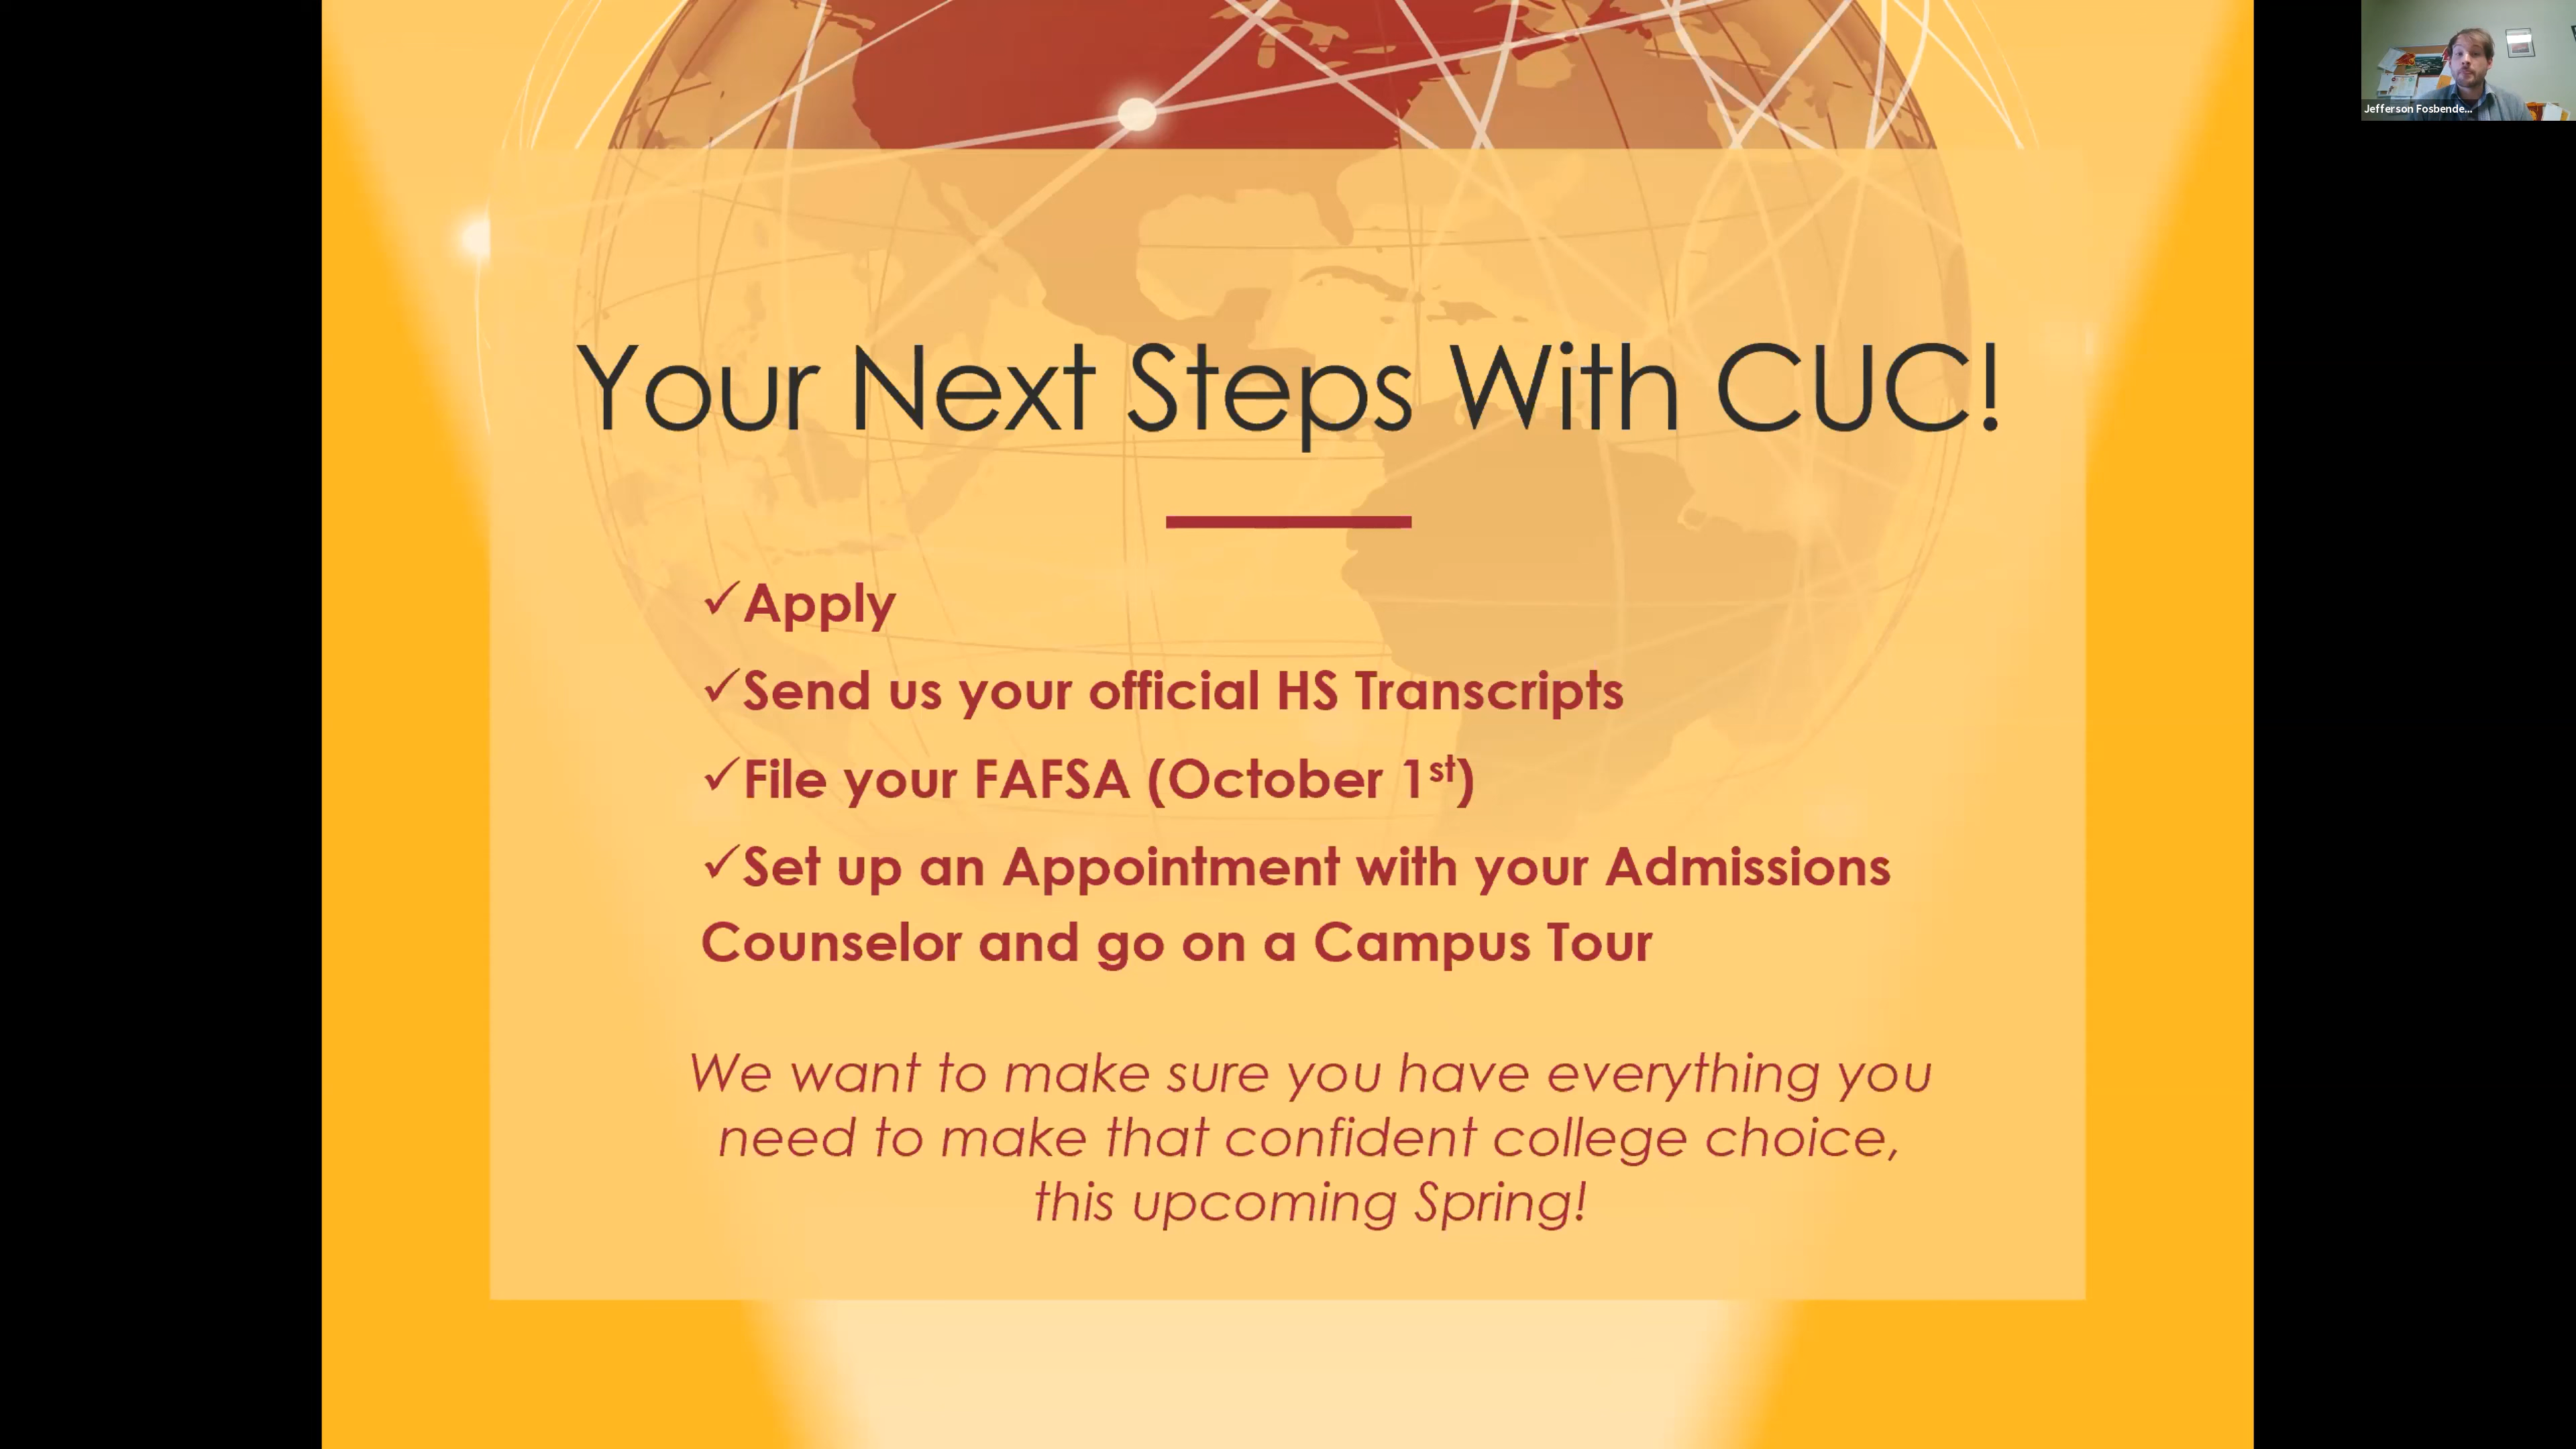 Jefferson Fosbende...
Your Next Steps With CUC!
✓Apply
✓Send us your official HS Transcripts
✓File your FAFSA (October 1st)
✓Set up an Appointment with your Admissions
Counselor and go on a Campus Tour
We want to make sure you have everything you
need to make that confident college choice,
this upcoming Spring!